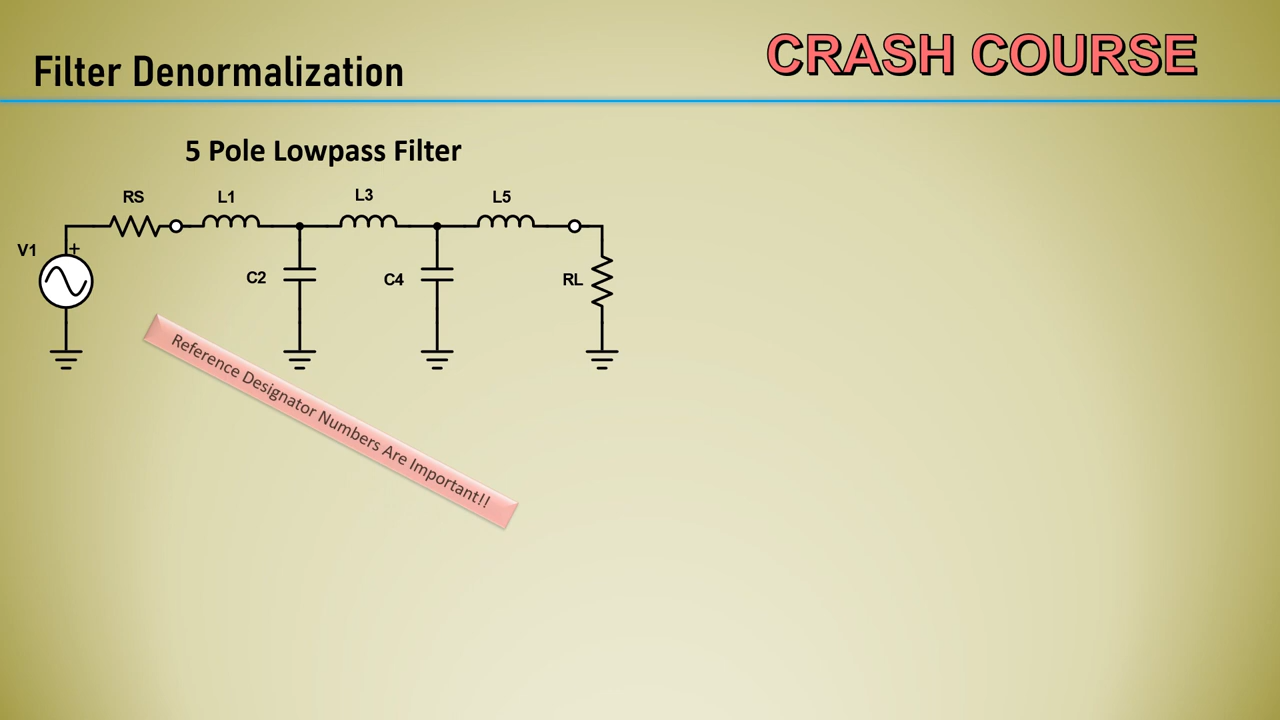 Filter Denormalization
CRASH COURSE
5 Pole Lowpass Filter
RS
L1
L3
L5
V1
+
C2
C4
RL
Reference Designator Numbers Are Important!!